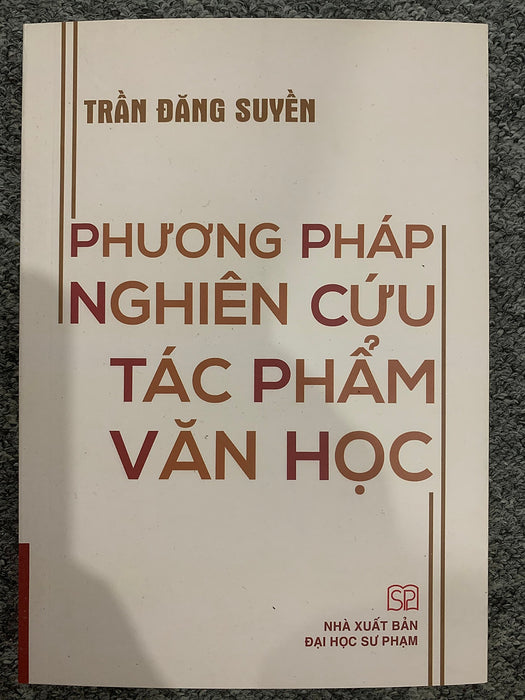 TRẦN ĐĂNG SUYỀN
PHƯƠNG PHÁP
NGHIÊN CỨU
TÁC PHẨM
VĂN HỌC
SP
NHÀ XUẤT BẢN
ĐẠI HỌC SƯ PHẠM